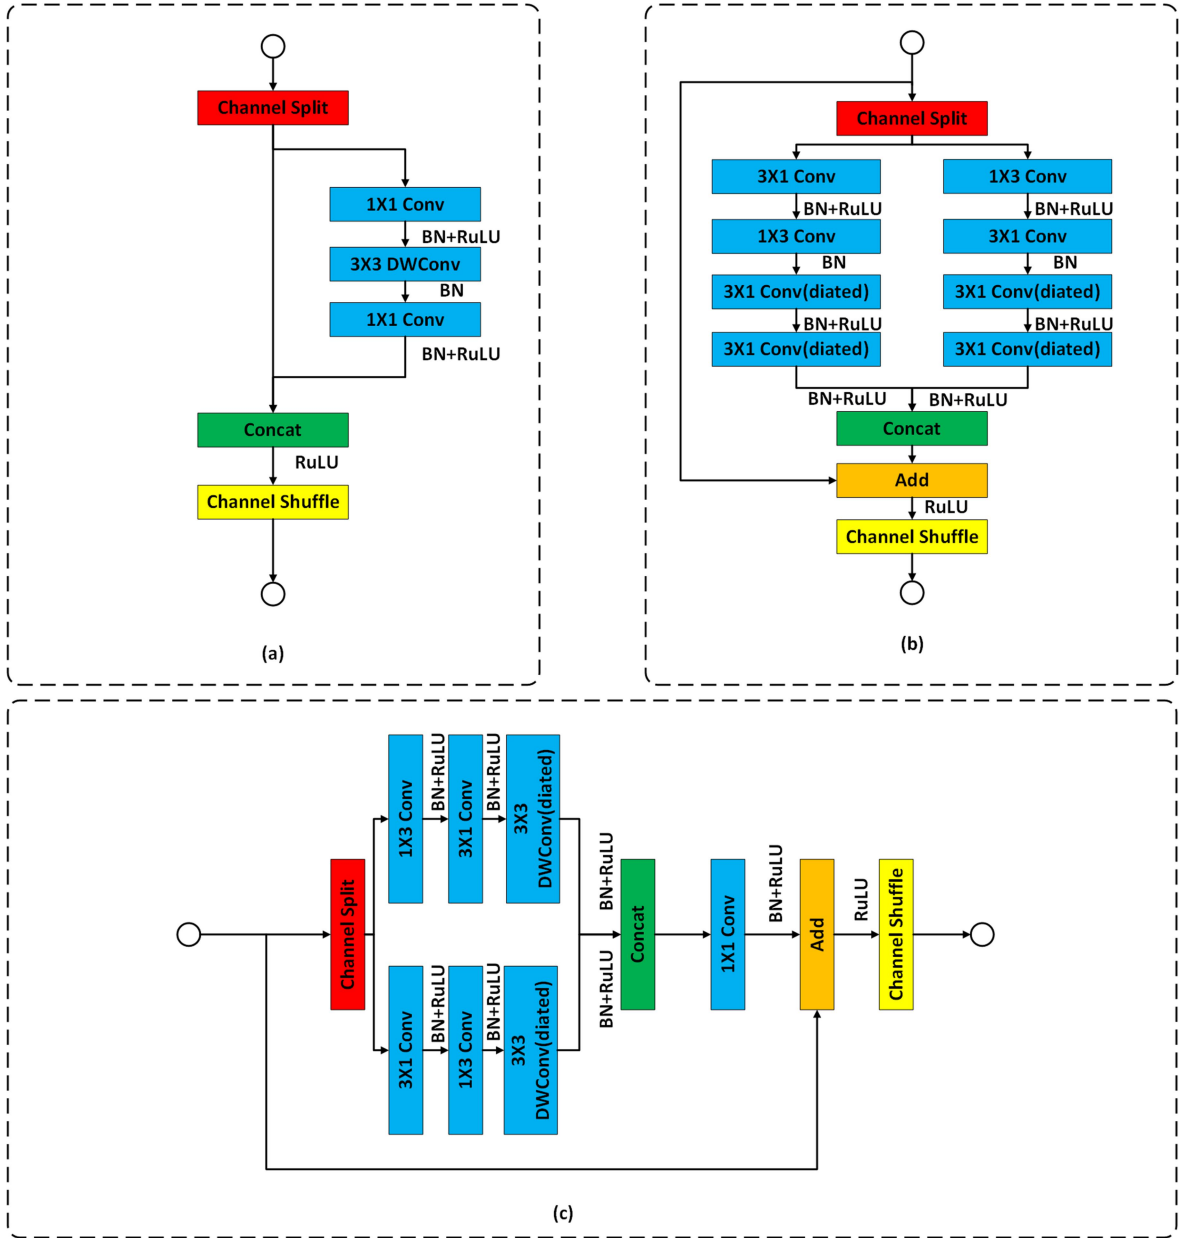 Channel Split
1X1 Conv
BN+RuLU
3X3 DWConv
BN
1X1 Conv
BN+RuLU
Concat
RuLU
Channel Shuffle
(a)
Channel Split
3X1 Conv
1X3 Conv
BN+RuLU
BN+RuLU
1X3 Conv
3X1 Conv
BN
BN
3X1 Conv(diated)
3X1 Conv(diated)
BN+RuLU
BN+RuLU
3X1 Conv(diated)
3X1 Conv(diated)
BN+RuLU
BN+RuLU
Concat
Add
RuLU
Channel Shuffle
(b)
Channel Split
1X3 Conv
BN+RuLU
3X1 Conv
BN+RuLU
3X3
DWConv(diated)
BN+RuLU
3X1 Conv
BN+RuLU
1X3 Conv
BN+RuLU
3X3
DWConv(diated)
BN+RuLU
Concat
1X1 Conv
BN+RuLU
Add
RuLU
Channel Shuffle
(c)